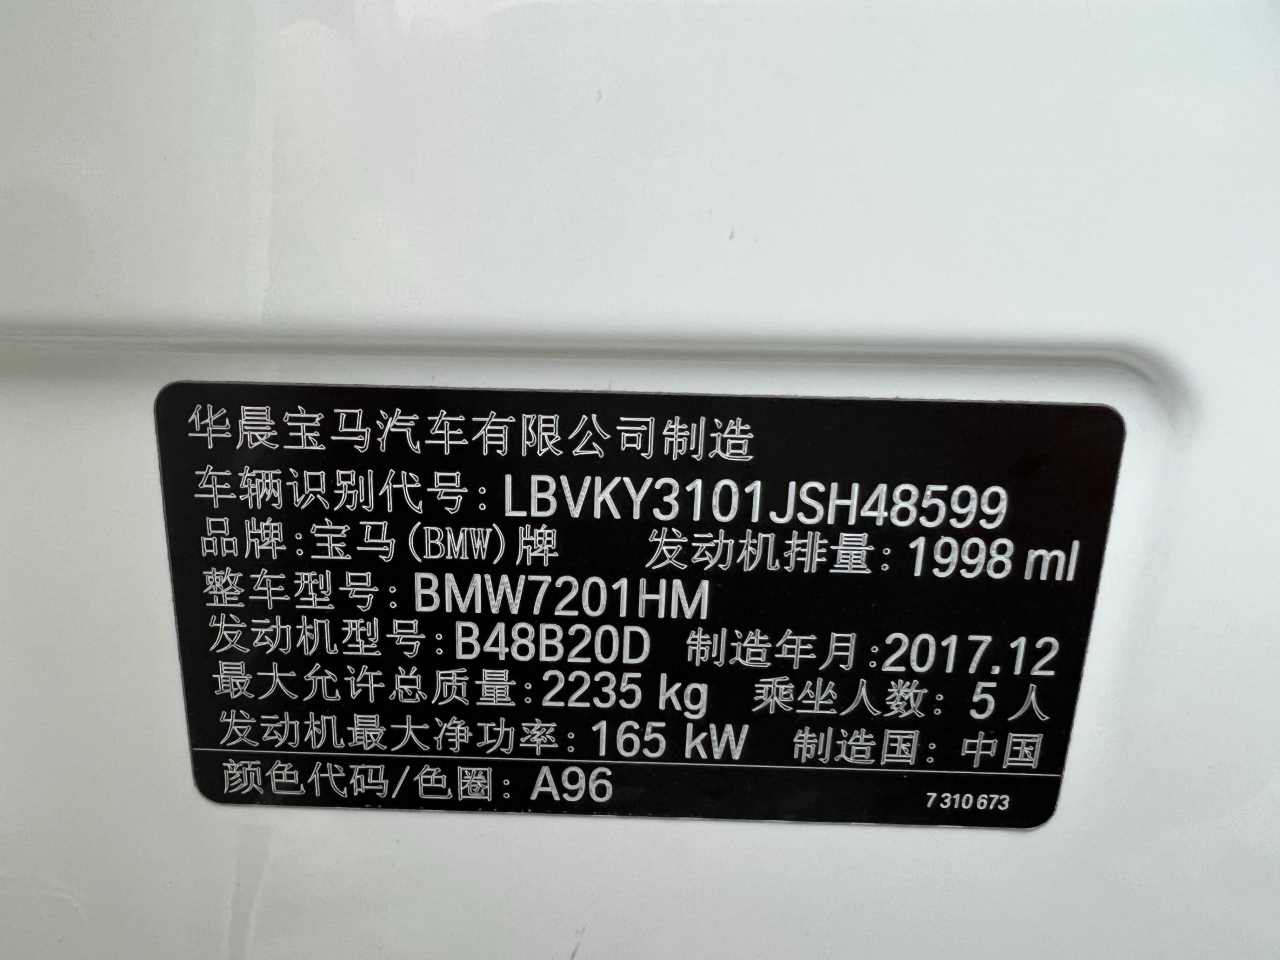 华晨宝马汽车有限公司制造
车辆识别代号: LBVKY3101JSH48599
品牌:宝马(BMW)牌 发动机排量: 1998 ml
整车型号: BMW7201HM
发动机型号: B48B20D 制造年月:2017.12
最大允许总质量:2235 kg 乘坐人数: 5 人
发动机最大净功率: 165 kW 制造国: 中国
颜色代码/色圈: A96 7 310 673